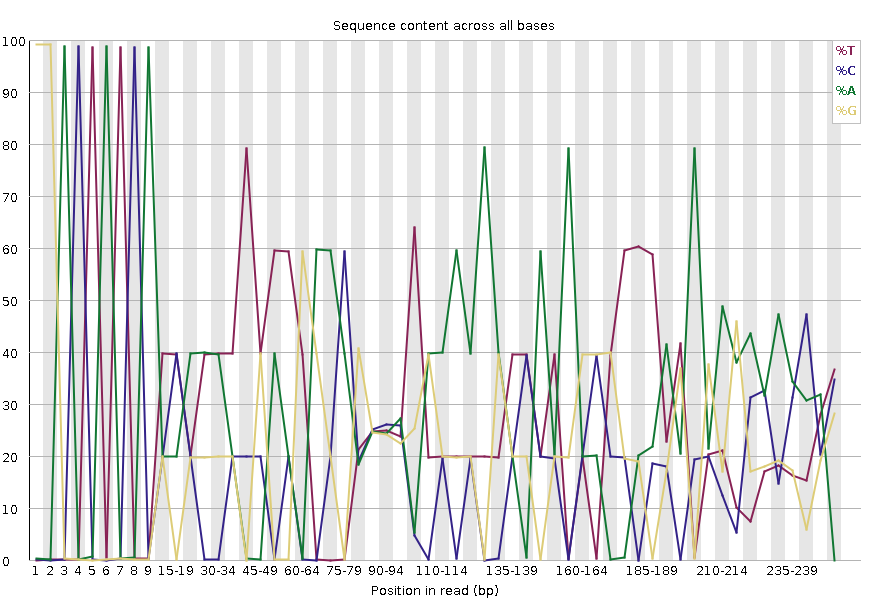 Sequence content across all bases
%T
%C
%A
%G
100
90
80
70
60
50
40
30
20
10
0
1 2 3 4 5 6 7 8 9 15-19 30-34 45-49 60-64 75-79 90-94 110-114 135-139 160-164 185-189 210-214 235-239
Position in read (bp)